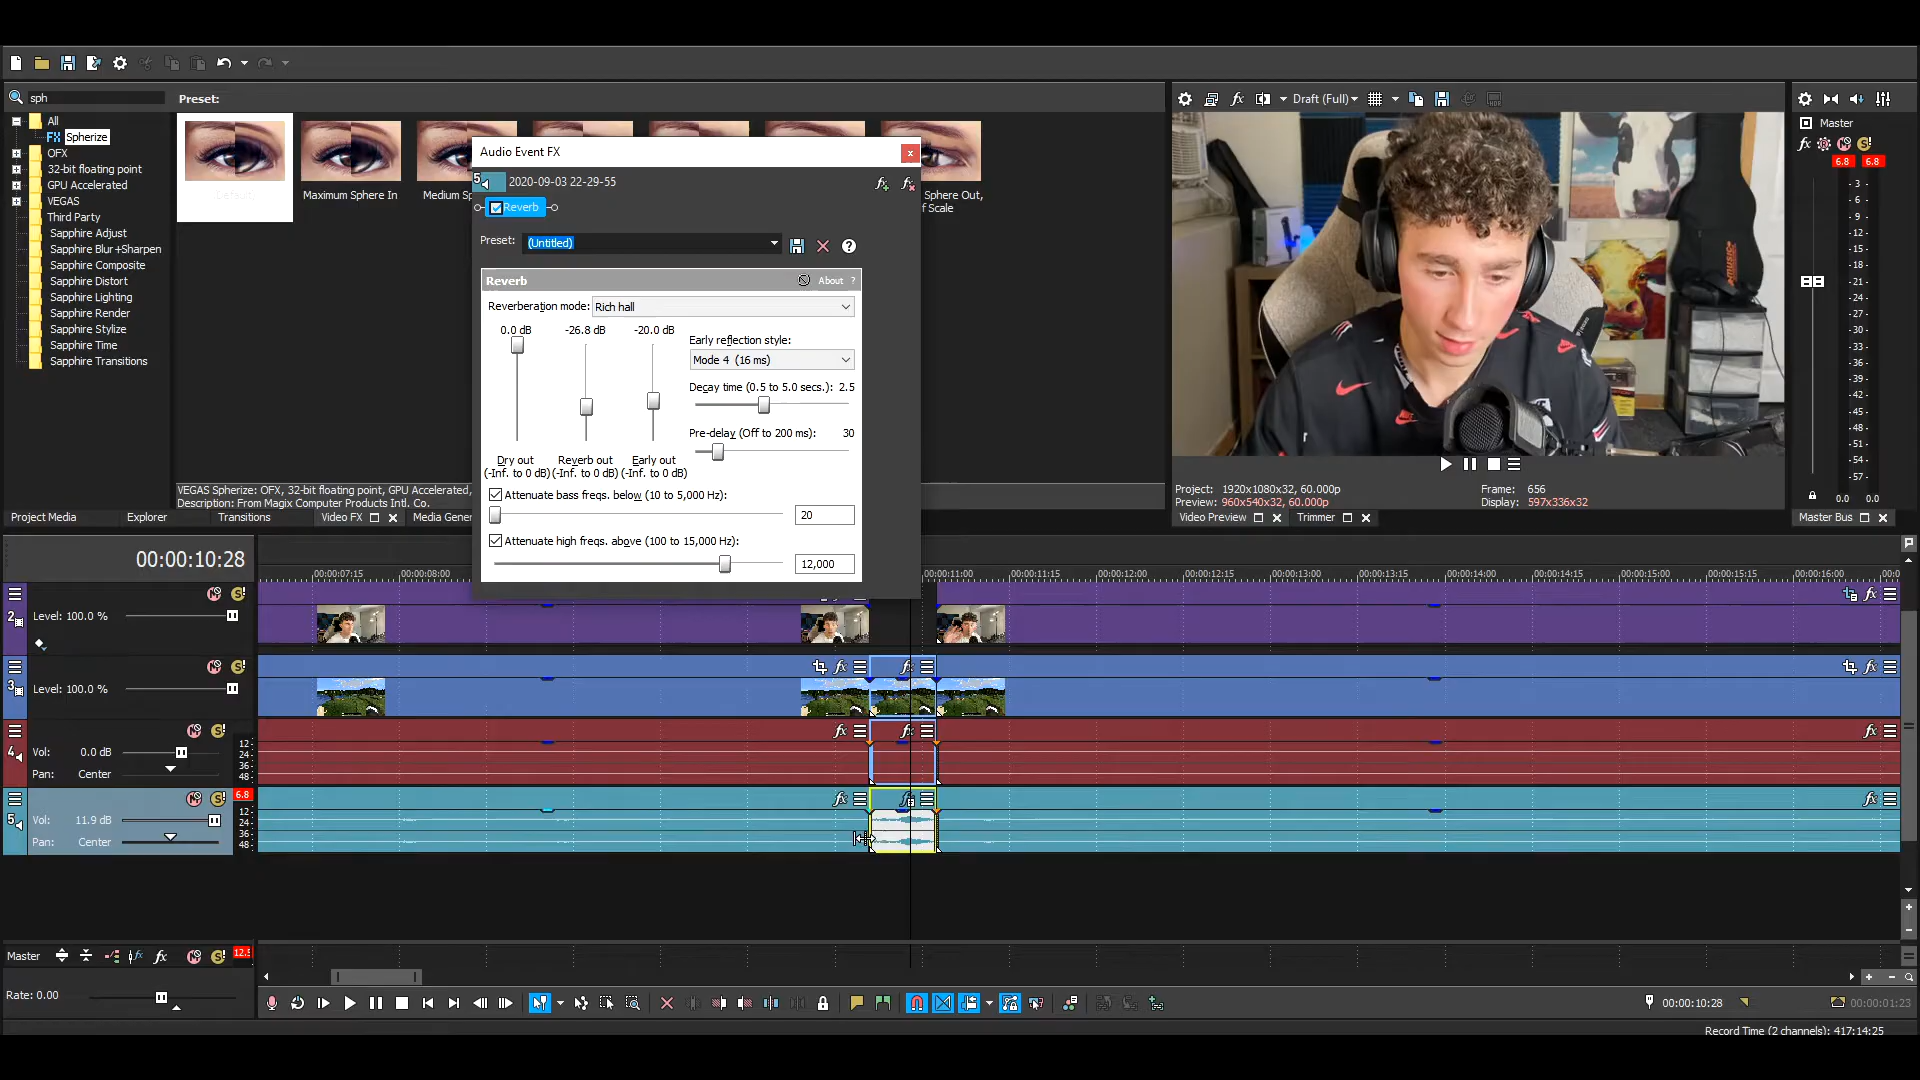 sph
Preset:
All
FX Spherize
OFX
32-bit floating point
GPU Accelerated
VEGAS
Third Party
Sapphire Adjust
Sapphire Blur+Sharpen
Sapphire Composite
Sapphire Distort
Sapphire Lighting
Sapphire Render
Sapphire Stylize
Sapphire Time
Sapphire Transitions
Maximum Sphere In
Medium Sp
Sphere Out,
f Scale
VEGAS Spherize: OFX, 32-bit floating point, GPU Accelerated,
Description: From Magix Computer Products Intl. Co.
Project Media
Explorer
Transitions
Video FX
Media Gener
Audio Event FX
5
2020-09-03 22-29-55
Reverb
Preset:
(Untitled)
Reverb
About ?
Reverberation mode:
Rich hall
0.0 dB
-26.8 dB
-20.0 dB
Early reflection style:
Mode 4 (16 ms)
Decay time (0.5 to 5.0 secs.): 2.5
Pre-delay (Off to 200 ms): 30
Dry out
(-Inf. to 0 dB)
Reverb out
(-Inf. to 0 dB)
Early out
(-Inf. to 0 dB)
Attenuate bass freqs. below (10 to 5,000 Hz):
20
Attenuate high freqs. above (100 to 15,000 Hz):
12,000
Draft (Full)
Project: 1920x1080x32, 60.000p
Preview: 960x540x32, 60.000p
Frame: 656
Display: 597x336x32
Video Preview
Trimmer
Master
6.8 6.8
- 3 -
- 6 -
- 9 -
-12-
-15-
-18-
-21-
-24-
-27-
-30-
-33-
-36-
-39-
-42-
-45-
-48-
-51-
-54-
-57-
0.0 0.0
Master Bus
00:00:10:28
00:00:07:15
00:00:08:00
00:00:11:00
00:00:11:15
00:00:12:00
00:00:12:15
00:00:13:00
00:00:13:15
00:00:14:00
00:00:14:15
00:00:15:00
00:00:15:15
00:00:16:00
00:0
2
Level: 100.0 %
3
Level: 100.0 %
4
Vol: 0.0 dB
Pan: Center
12-
24-
36-
48-
5
6.8
Vol: 11.9 dB
Pan: Center
12-
24-
36-
48-
Master
12.5
Rate: 0.00
00:00:10:28
00:00:01:23
Record Time (2 channels): 417:14:25